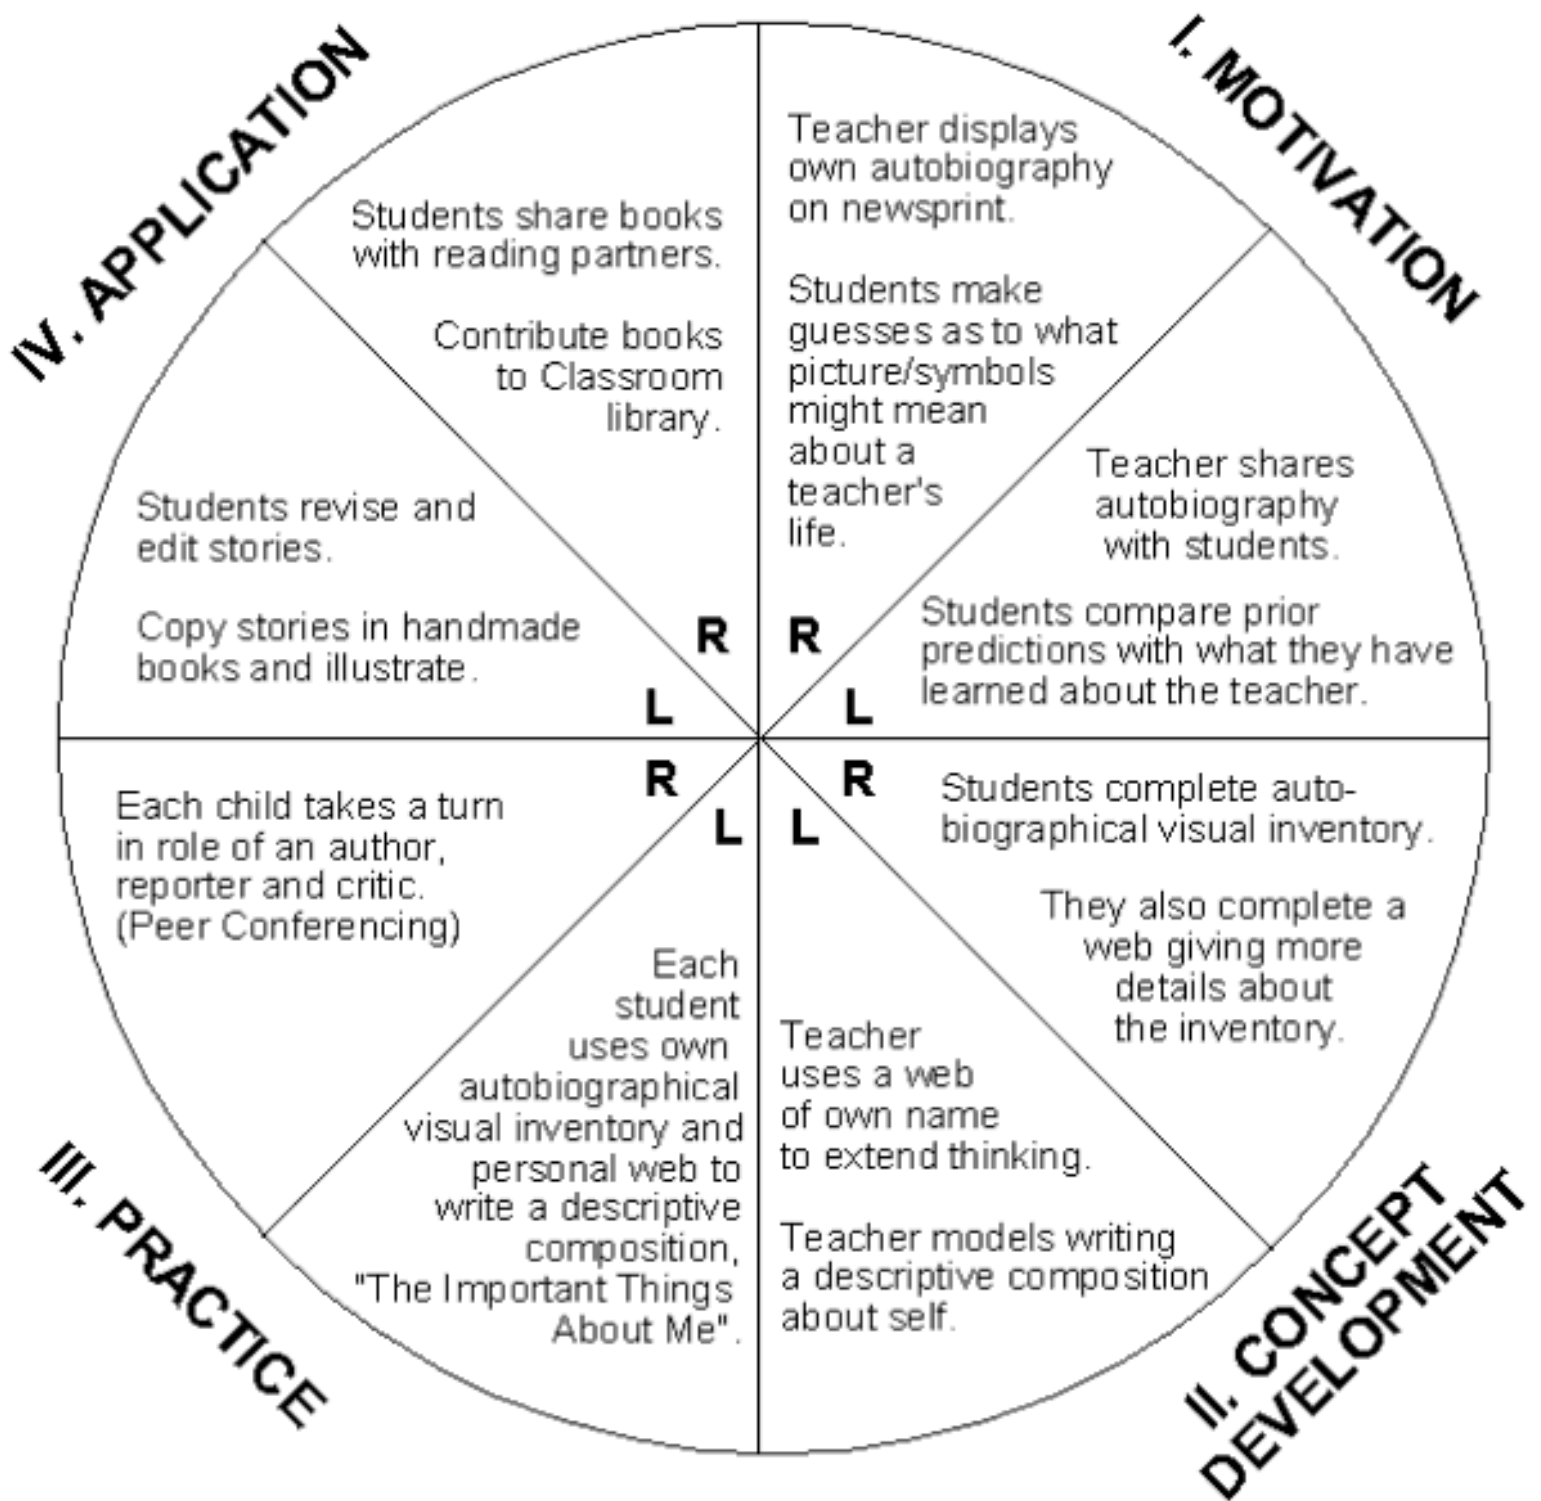 I. MOTIVATION
Teacher displays
own autobiography
on newsprint.
Students make
guesses as to what
picture/symbols
might mean
about a
teacher's
life.
R
Teacher shares
autobiography
with students.
Students compare prior
predictions with what they have
learned about the teacher.
L
II. CONCEPT
DEVELOPMENT
R
Students complete auto-
biographical visual inventory.
They also complete a
web giving more
details about
the inventory.
L
Teacher
uses a web
of own name
to extend thinking.
Teacher models writing
a descriptive composition
about self.
III. PRACTICE
L
Each
student
uses own
autobiographical
visual inventory and
personal web to
write a descriptive
composition,
"The Important Things
About Me".
R
Each child takes a turn
in role of an author,
reporter and critic.
(Peer Conferencing)
IV. APPLICATION
L
Students revise and
edit stories.
Copy stories in handmade
books and illustrate.
R
Students share books
with reading partners.
Contribute books
to Classroom
library.